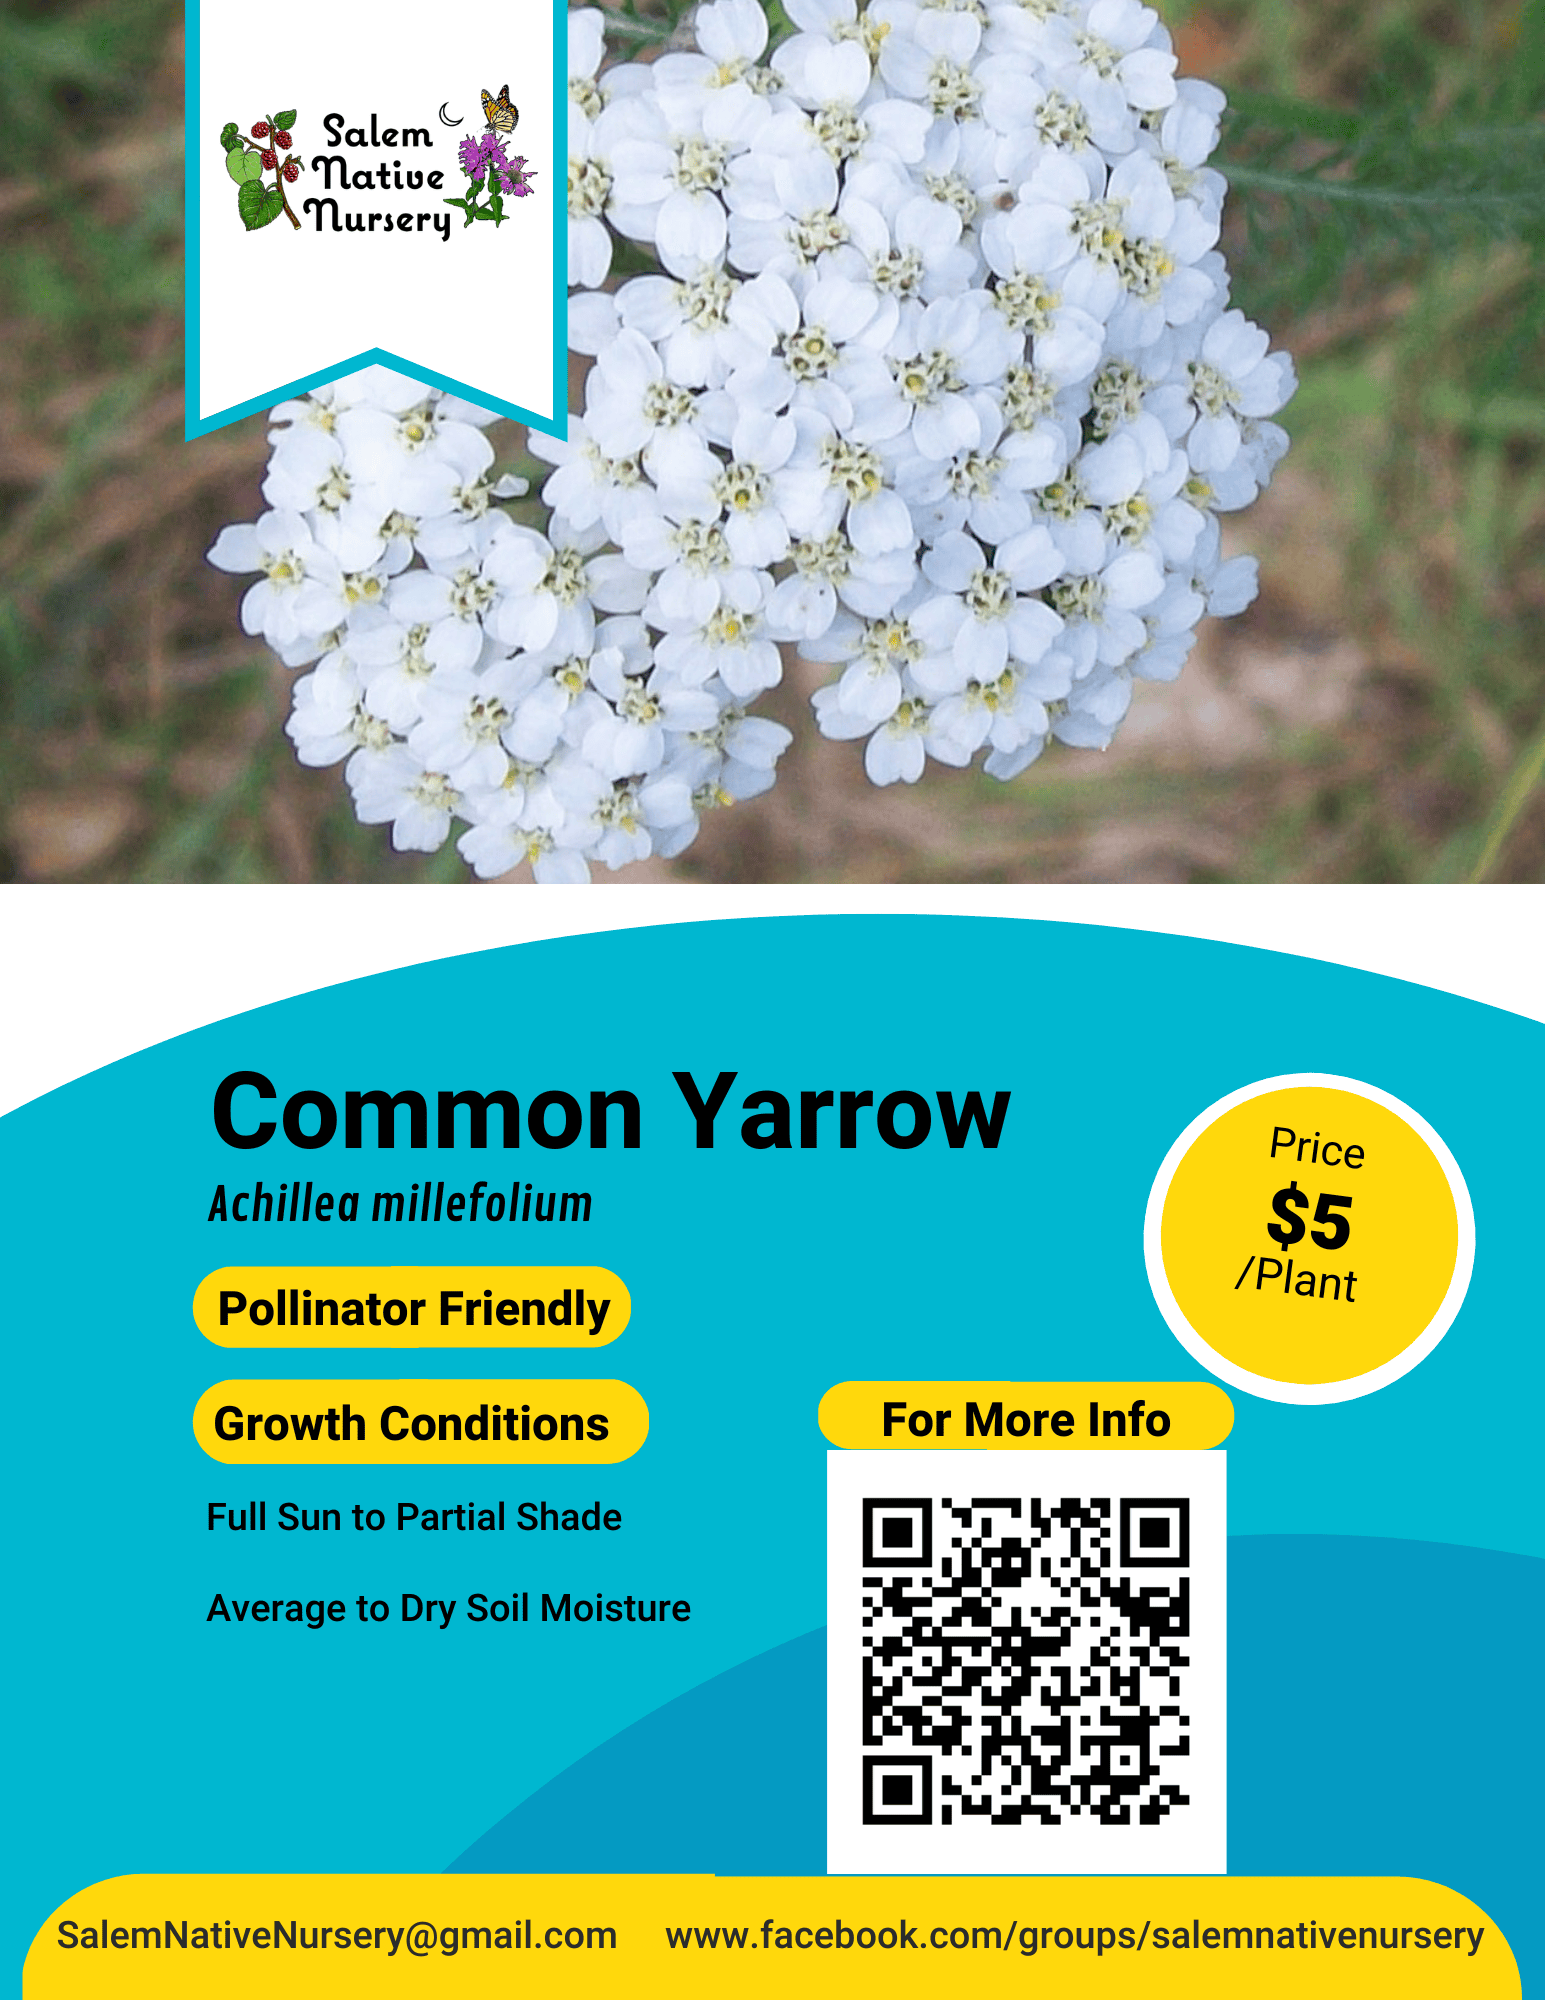 Salem
Native
Nursery
Common Yarrow
Achillea millefolium
Price
$5
/Plant
Pollinator Friendly
Growth Conditions
Full Sun to Partial Shade
Average to Dry Soil Moisture
For More Info
SalemNativeNursery@gmail.com
www.facebook.com/groups/salemnativenursery